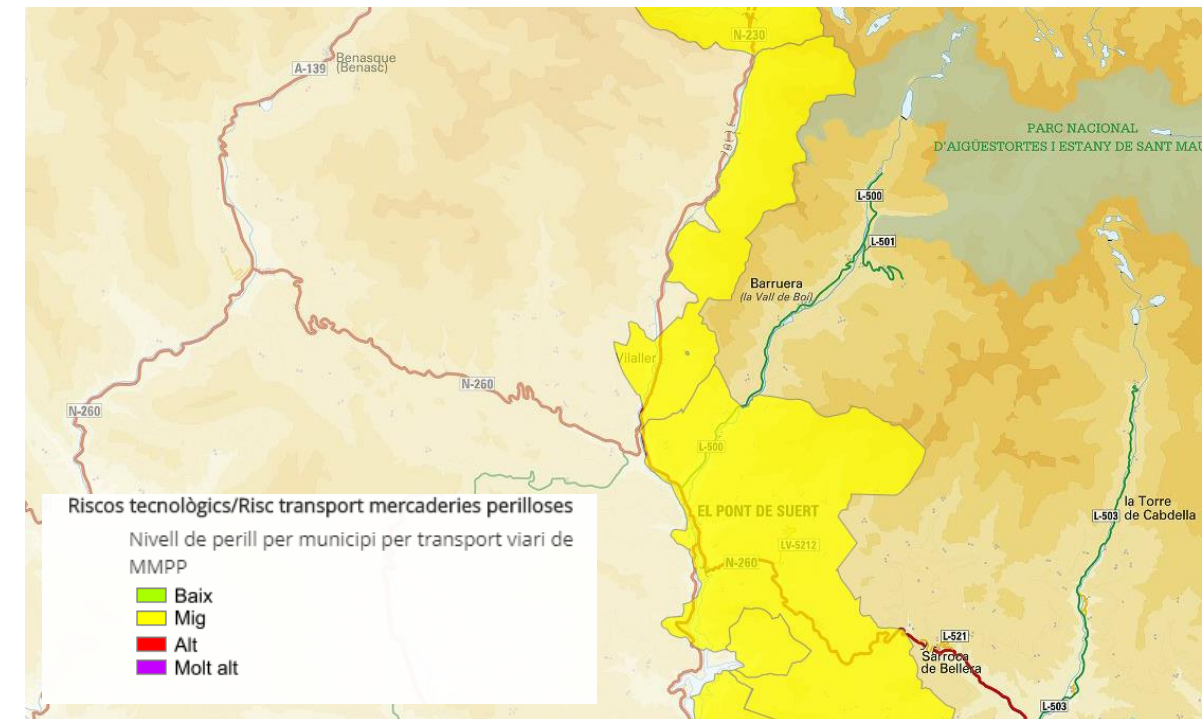 N-230
Benasque
(Benasc)
A-139
PARC NACIONAL
D'AIGÜESTORTES I ESTANY DE SANT MAU
L-500
L-501
Barruera
(la Vall de Boí)
Vilaller
N-260
N-260
L-500
la Torre
de Cabdella
L-503
EL PONT DE SUERT
LV-5212
N-260
L-521
Sarroca
de Bellera
L-503
Riscos tecnològics/Risc transport mercaderies perilloses
Nivell de perill per municipi per transport viari de
MMPP
Baix
Mig
Alt
Molt alt